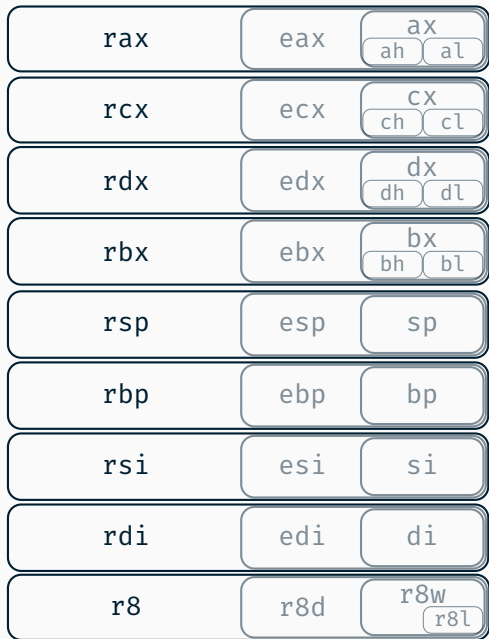 rax eax ax
ah al
rcx ecx cx
ch cl
rdx edx dx
dh dl
rbx ebx bx
bh bl
rsp esp sp
rbp ebp bp
rsi esi si
rdi edi di
r8 r8d r8w
r8l